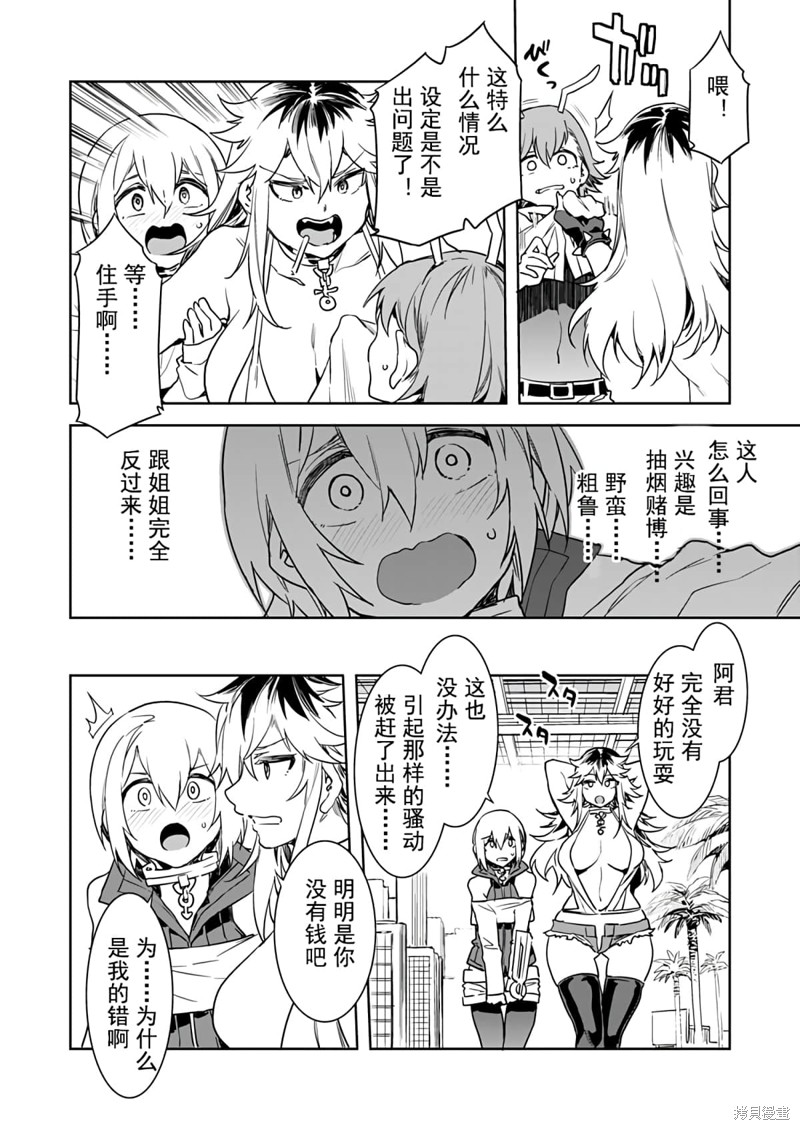 喂！
ガッ
びくっ
这特么
什么情况
设定是不是
出问题了！
等……
住手啊……
这人
怎么回事……
兴趣是
抽烟赌博……
野蛮……
粗鲁……
跟姐姐完全
反过来……
阿君
完全没有
好好的玩耍
スタ
スタ
这也
没办法……
引起那样的骚动
被赶了出来……
明明是你
没有钱吧
为……为什么
是我的错啊
拷贝漫畫